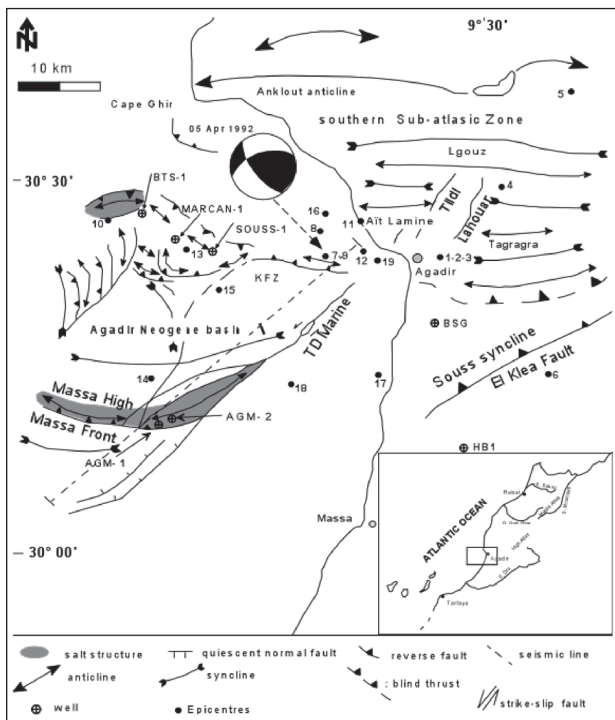 9°30'
N
10 km
Anklout anticline
5
Cape Ghir
05 Apr 1992
southern Sub-atlasic Zone
Lgouz
30° 30'
BTS-1
MARCAN-1
SOUSS-1
4
Tildi
Lahouar
16
8
11
Aït Lamine
10
13
Tagragra
7-9
12
19
1-2-3
Agadir
15
KFZ
BSG
Agadir Neogene basin
1
TD Marine
Souss syncline
El Klea Fault
6
14
18
17
Massa High
Massa Front
AGM-2
AGM-1
HB1
Massa
30° 00'
ATLANTIC OCEAN
Rabat
High Atlas
Agadir
Tarfaya
salt structure
quiescent normal fault
reverse fault
seismic line
anticline
syncline
: blind thrust
well
Epicentres
strike-slip fault